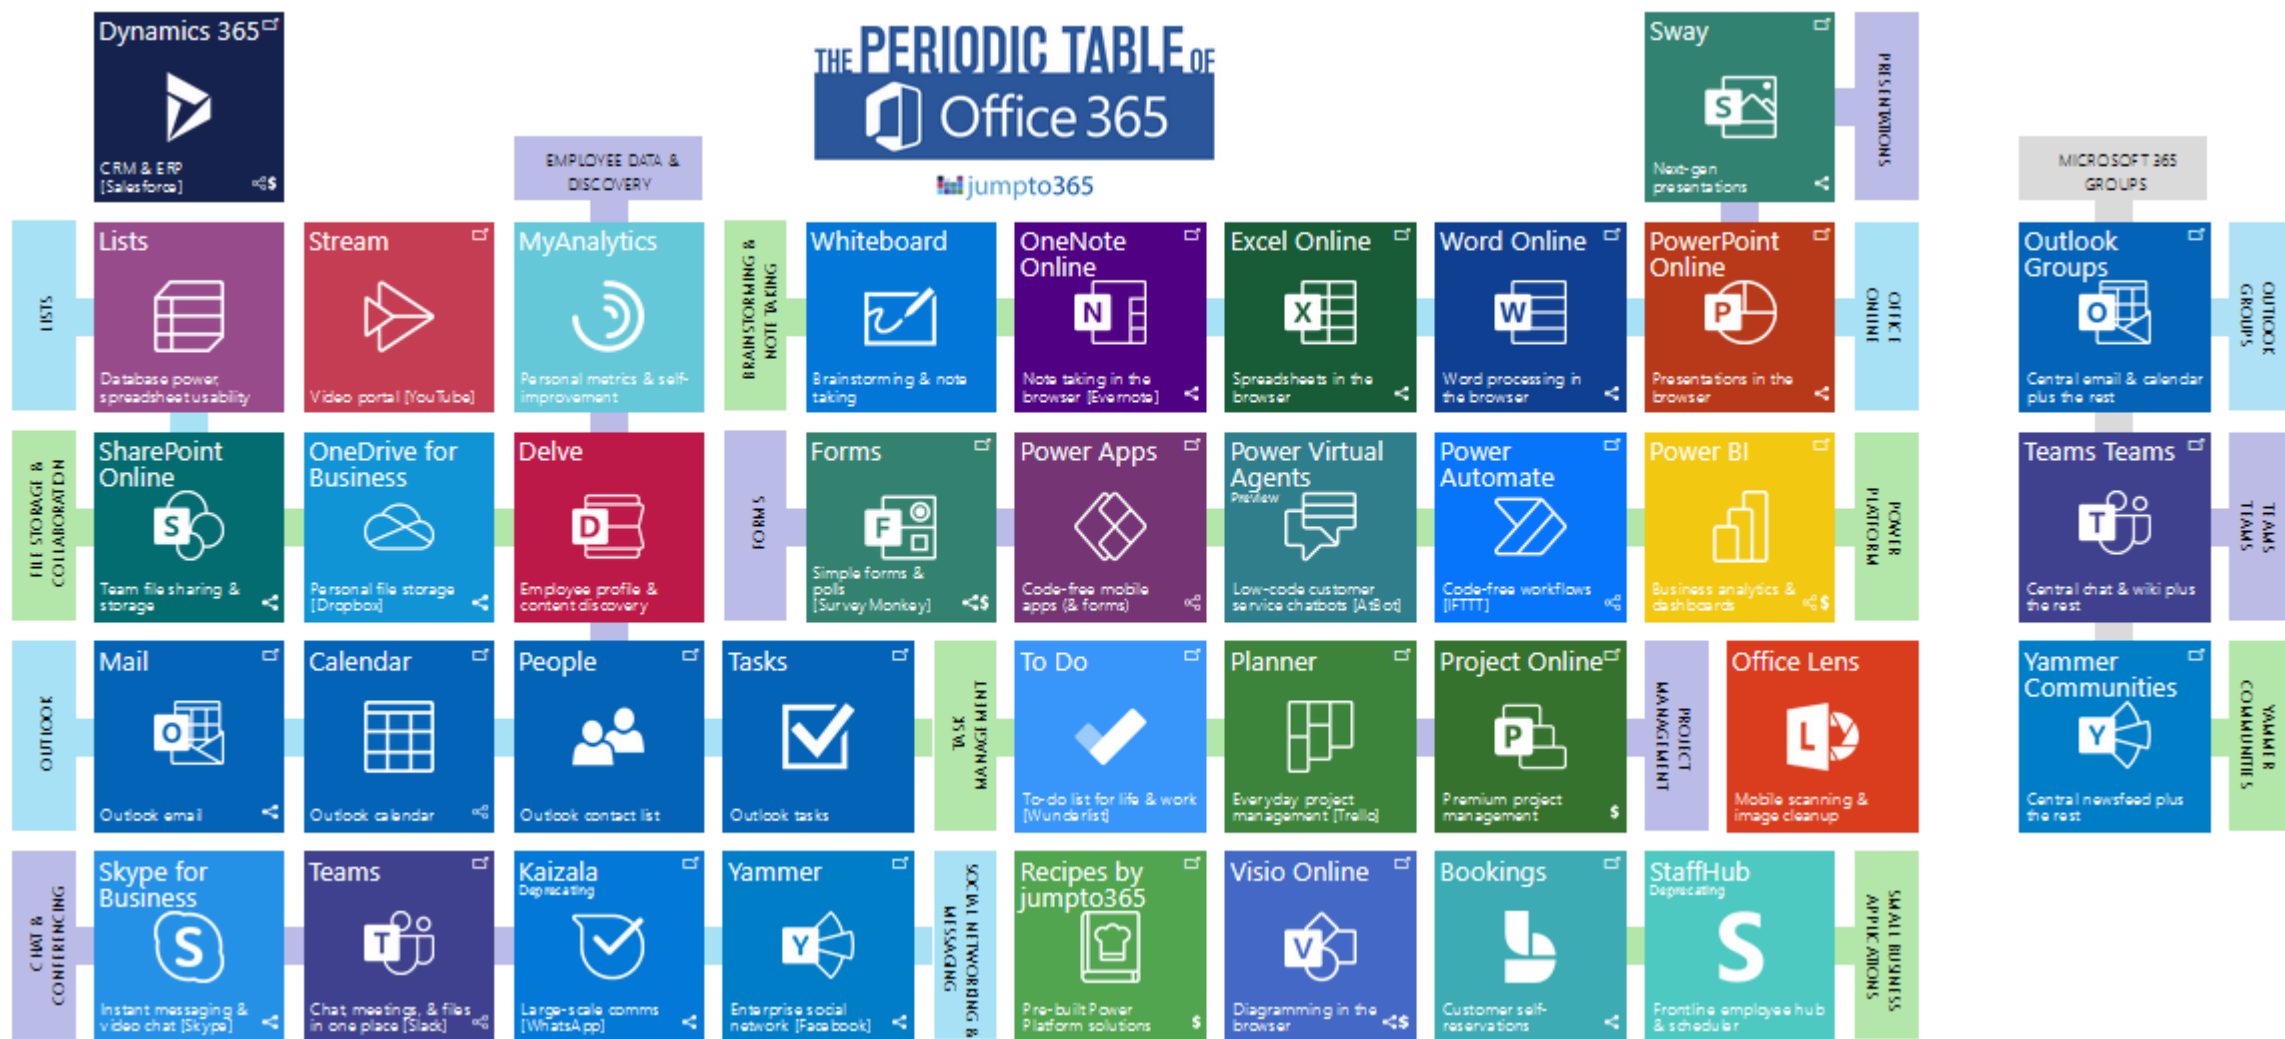 THE PERIODIC TABLE OF
Office 365
jumpto365
Dynamics 365
CRM & ERP
[Salesforce]
$
EMPLOYEE DATA &
DISCOVERY
Sway
S
Next-gen
presentations
PRESENTATIONS
MICROSOFT 365
GROUPS
LISTS
Lists
Database power,
spreadsheet usability
Stream
Video portal [YouTube]
MyAnalytics
Personal metrics & self-
improvement
BRAINSTORMING &
NOTE TAKING
Whiteboard
Brainstorming & note
taking
OneNote
Online
N
Note taking in the
browser [Evernote]
Excel Online
X
Spreadsheets in the
browser
Word Online
W
Word processing in
the browser
PowerPoint
Online
P
Presentations in the
browser
OFFICE
ONLINE
Outlook
Groups
O
Central email & calendar
plus the rest
OUTLOOK
GROUPS
FILE STORAGE &
COLLABORATION
SharePoint
Online
S
Team file sharing &
storage
OneDrive for
Business
Personal file storage
[Dropbox]
Delve
D
Employee profile &
content discovery
FORMS
Forms
F
Simple forms &
polls
[Survey Monkey]
$
Power Apps
Code-free mobile
apps (& forms)
Power Virtual
Agents
Preview
Low-code customer
service chatbots [AtBot]
Power
Automate
Code-free workflows
[IFTTT]
Power BI
Business analytics &
dashboards
$
POWER
PLATFORM
Teams Teams
T
Central chat & wiki plus
the rest
TEAMS
TEAMS
OUTLOOK
Mail
O
Outlook email
Calendar
Outlook calendar
People
Outlook contact list
Tasks
Outlook tasks
TASK
MANAGEMENT
To Do
To-do list for life & work
[Wunderlist]
Planner
Everyday project
management [Trello]
Project Online
P
Premium project
management
$
PROJECT
MANAGEMENT
Office Lens
L
Mobile scanning &
image cleanup
Yammer
Communities
Y
Central newsfeed plus
the rest
YAMMER
COMMUNITIES
CHAT &
CONFERENCING
Skype for
Business
S
Instant messaging &
video chat [Skype]
Teams
T
Chat, meetings, & files
in one place [Slack]
Kaizala
Deprecating
Large-scale comms
[WhatsApp]
Yammer
Y
Enterprise social
network [Facebook]
SOCIAL NETWORKING &
MESSAGING
Recipes by
jumpto365
Pre-built Power
Platform solutions
$
Visio Online
V
Diagramming in the
browser
$
Bookings
Customer self-
reservations
StaffHub
Deprecating
S
Frontline employee hub
& scheduler
SMALL BUSINESS
APPLICATIONS